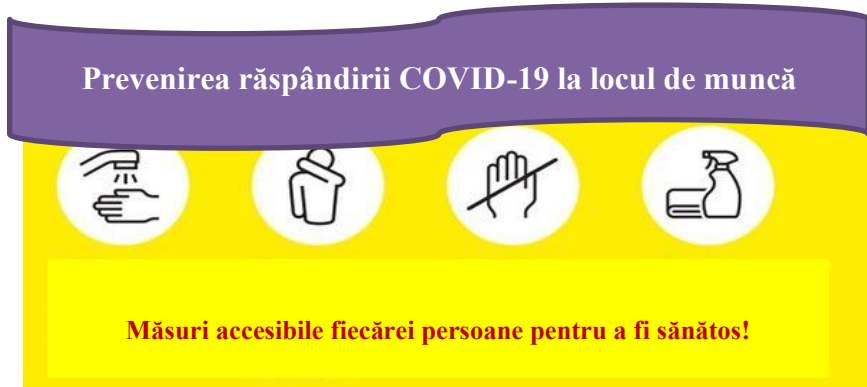 Prevenirea răspândirii COVID-19 la locul de muncă
Măsuri accesibile fiecărei persoane pentru a fi sănătos!